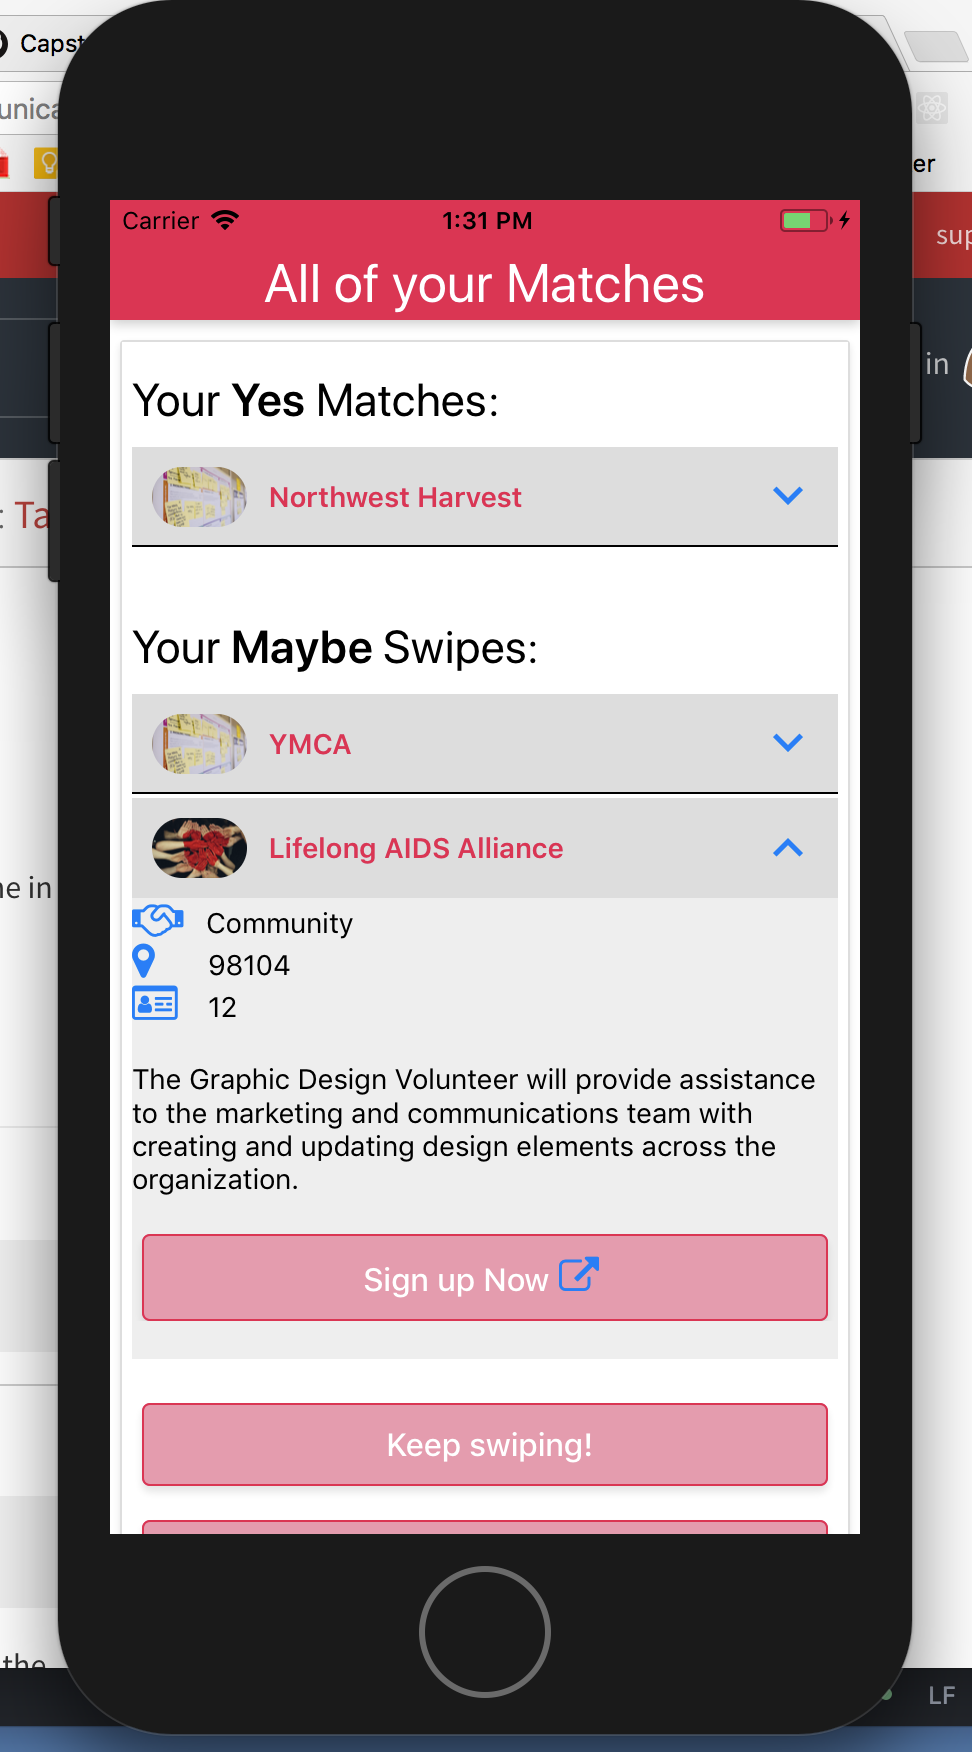 Capst
unica
er
sup
in
: Ta
ne in
the
LF
Carrier
1:31 PM
All of your Matches
Your Yes Matches:
Northwest Harvest
Your Maybe Swipes:
YMCA
Lifelong AIDS Alliance
Community
98104
12
The Graphic Design Volunteer will provide assistance
to the marketing and communications team with
creating and updating design elements across the
organization.
Sign up Now
Keep swiping!